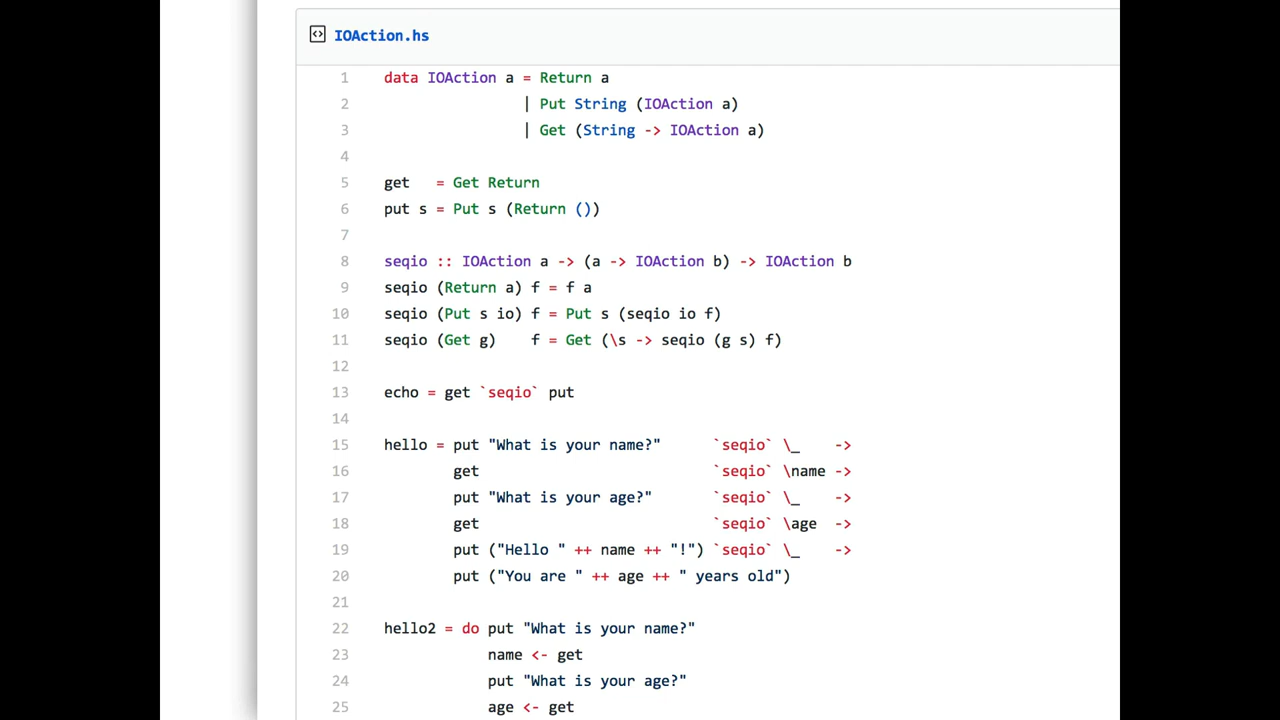 IOAction.hs
1 data IOAction a = Return a
2 | Put String (IOAction a)
3 | Get (String -> IOAction a)
4
5 get   = Get Return
6 put s = Put s (Return ())
7
8 seqio :: IOAction a -> (a -> IOAction b) -> IOAction b
9 seqio (Return a) f = f a
10 seqio (Put s io) f = Put s (seqio io f)
11 seqio (Get g)    f = Get (\s -> seqio (g s) f)
12
13 echo = get `seqio` put
14
15 hello = put "What is your name?"      `seqio` \_    ->
16 get                           `seqio` \name ->
17 put "What is your age?"       `seqio` \_    ->
18 get                           `seqio` \age  ->
19 put ("Hello " ++ name ++ "!") `seqio` \_    ->
20 put ("You are " ++ age ++ " years old")
21
22 hello2 = do put "What is your name?"
23 name <- get
24 put "What is your age?"
25 age <- get